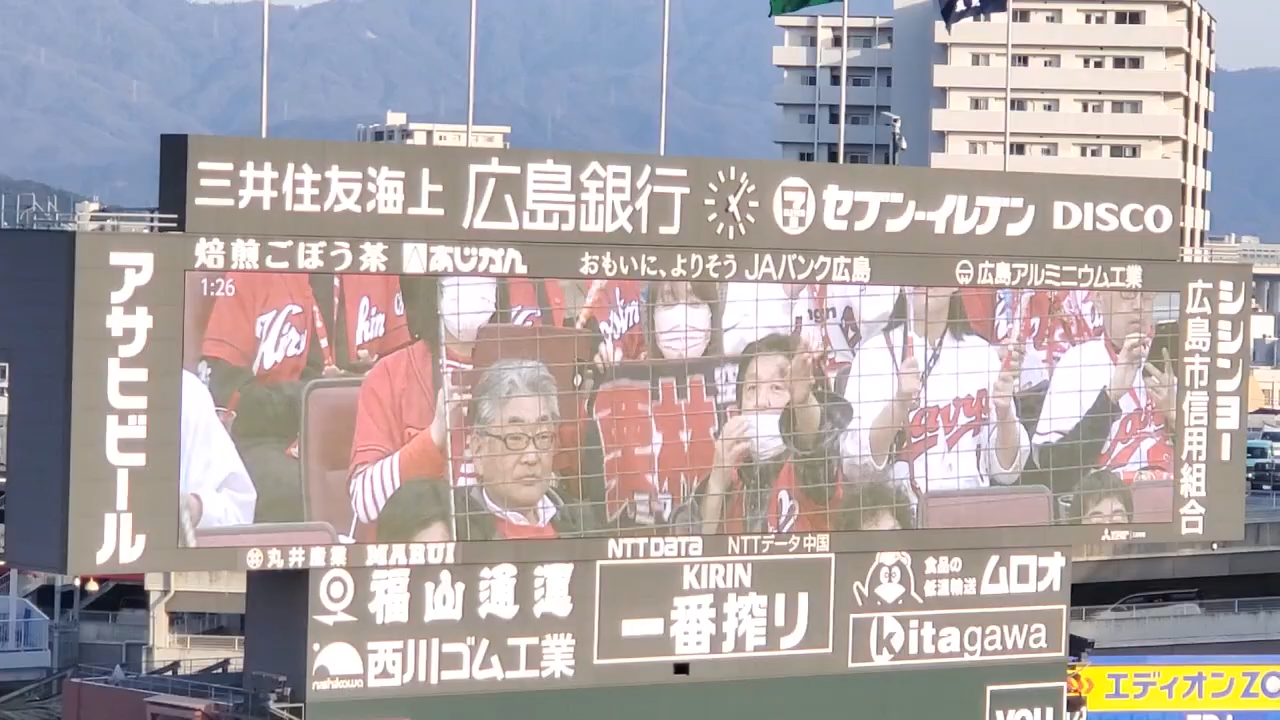 三井住友海上 広島銀行 セブン-イレブン DISCO
焙煎ごぼう茶 あじかん おもいに、よりそう JAバンク広島 広島アルミニウム工業
アサヒビール
1:26
栗林
シシンヨー
広島市信用組合
丸井産業 MARUI NTT DATA NTTデータ中国
福山通運
KIRIN
一番搾り
食品の
低温輸送 ムロオ
nishikawa 西川ゴム工業
Kitagawa
エディオン